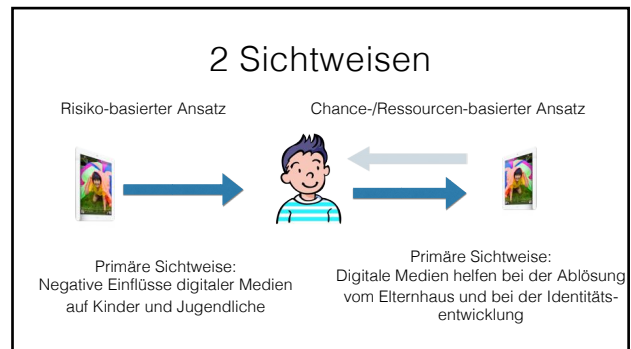 2 Sichtweisen
Risiko-basierter Ansatz
Chance-/Ressourcen-basierter Ansatz
Primäre Sichtweise:
Negative Einflüsse digitaler Medien
auf Kinder und Jugendliche
Primäre Sichtweise:
Digitale Medien helfen bei der Ablösung
vom Elternhaus und bei der Identitäts-
entwicklung